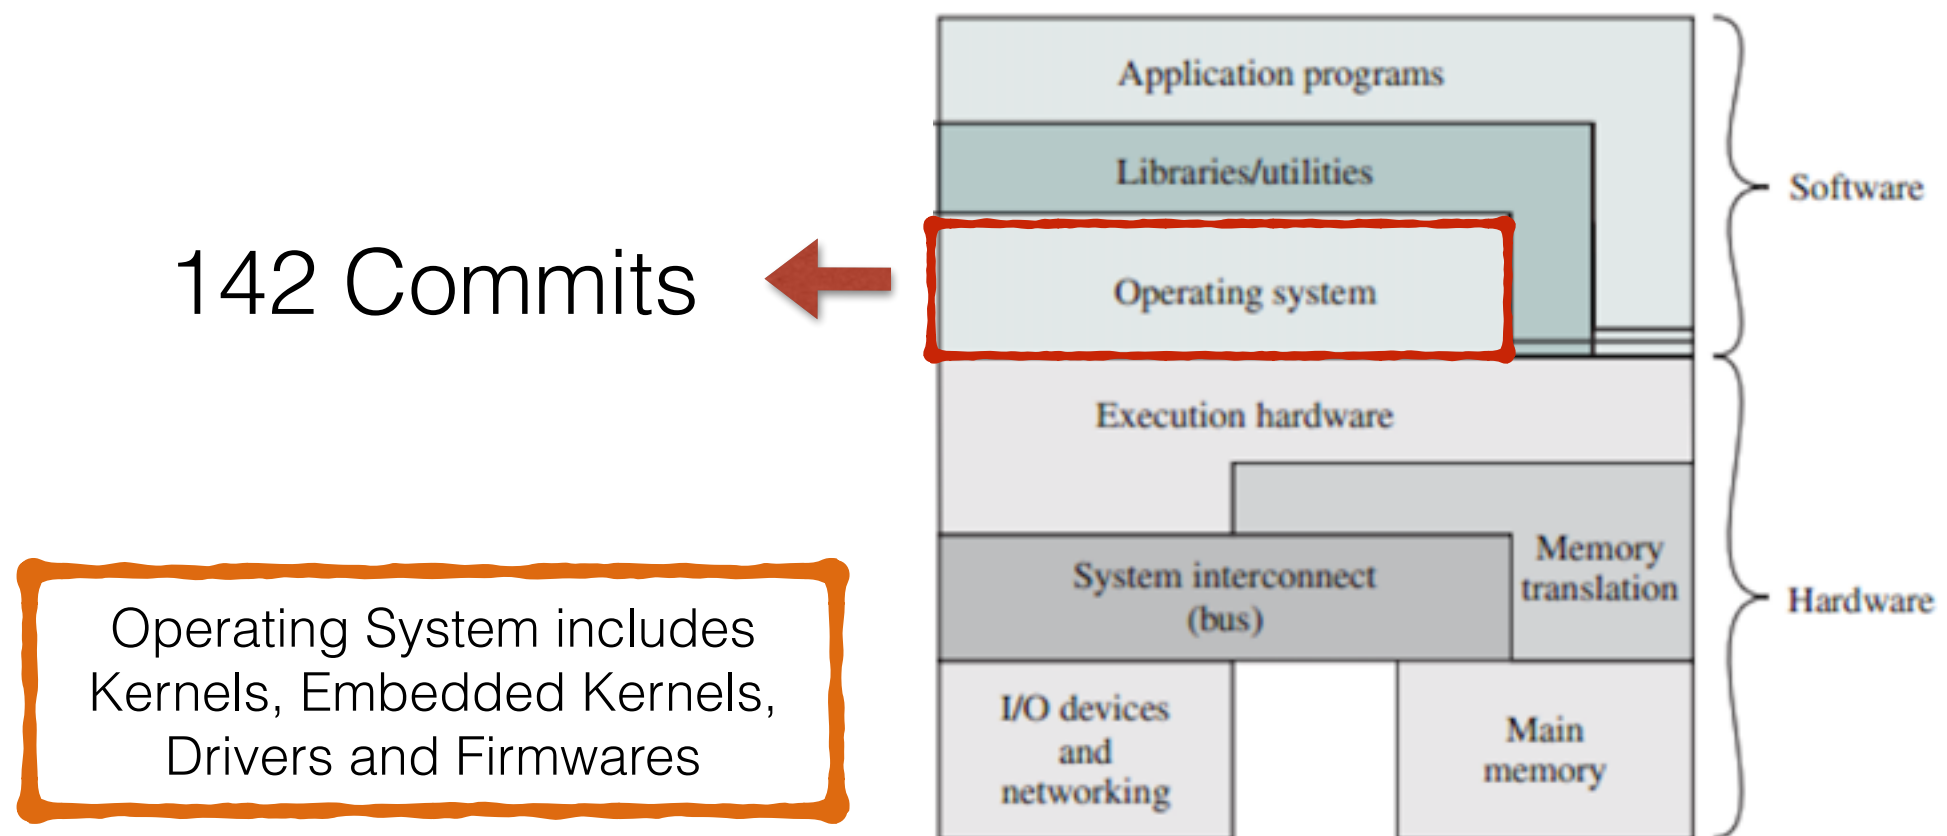 Application programs
Libraries/utilities
Software
142 Commits
Operating system
Execution hardware
Memory
translation
System interconnect
(bus)
Hardware
Operating System includes
Kernels, Embedded Kernels,
Drivers and Firmwares
I/O devices
and
networking
Main
memory